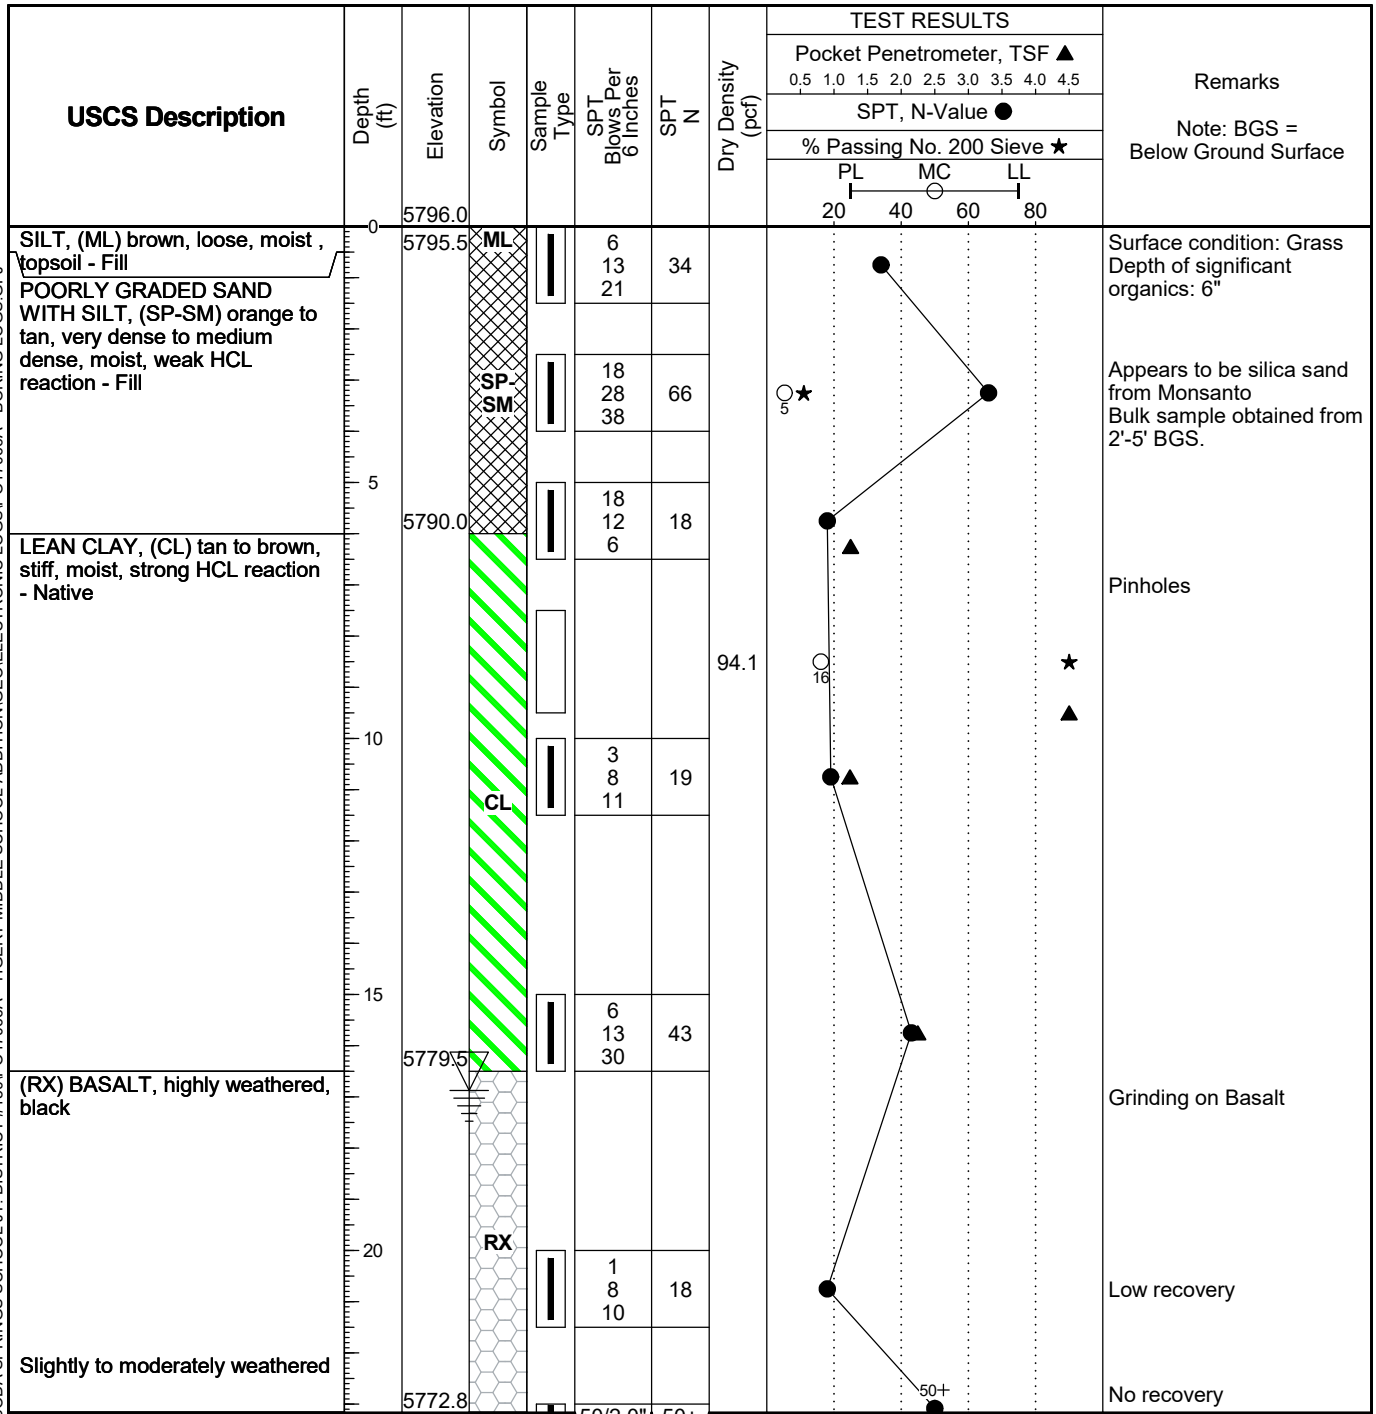 TEST RESULTS
Pocket Penetrometer, TSF ▲
0.5 1.0 1.5 2.0 2.5 3.0 3.5 4.0 4.5
SPT, N-Value ●
% Passing No. 200 Sieve ★
PL MC LL
20 40 60 80
USCS Description
Depth
(ft)
Elevation
Symbol
Sample
Type
SPT
Blows Per
6 Inches
SPT
N
Dry Density
(pcf)
Remarks
Note: BGS =
Below Ground Surface
5796.0
0
SILT, (ML) brown, loose, moist ,
topsoil - Fill
5795.5
ML
6
13
21
34
Surface condition: Grass
Depth of significant
organics: 6"
POORLY GRADED SAND
WITH SILT, (SP-SM) orange to
tan, very dense to medium
dense, moist, weak HCL
reaction - Fill
SP-
SM
18
28
38
66
5
Appears to be silica sand
from Monsanto
Bulk sample obtained from
2'-5' BGS.
5
5790.0
18
12
6
18
LEAN CLAY, (CL) tan to brown,
stiff, moist, strong HCL reaction
- Native
Pinholes
94.1
16
10
CL
3
8
11
19
15
6
13
30
43
5779.5
(RX) BASALT, highly weathered,
black
Grinding on Basalt
20
RX
1
8
10
18
Low recovery
Slightly to moderately weathered
5772.8
50+
No recovery